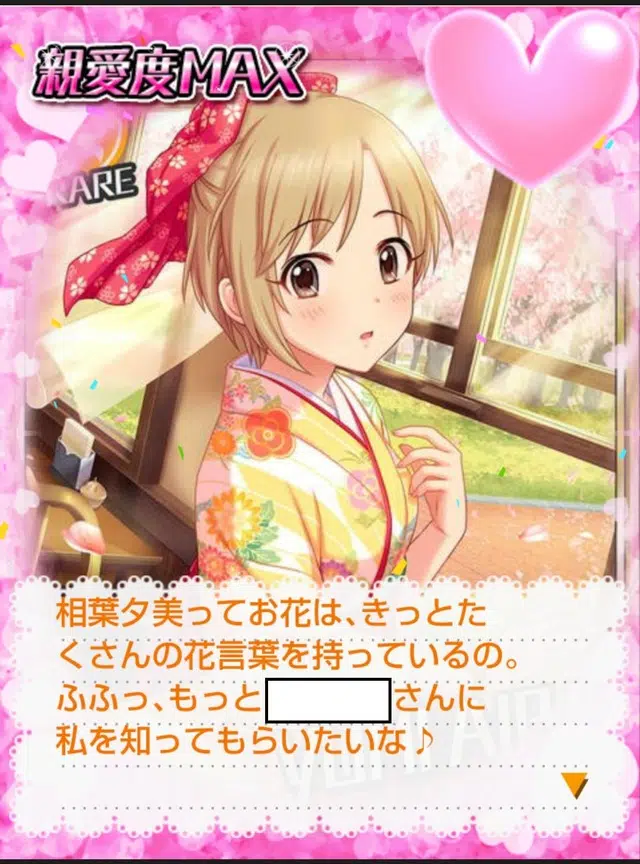 親愛度MAX
RARE
相葉夕美ってお花は、きっとた
くさんの花言葉を持っているの。
ふふっ、もっと
さんに
私を知ってもらいたいな♪
YUMI AIBA